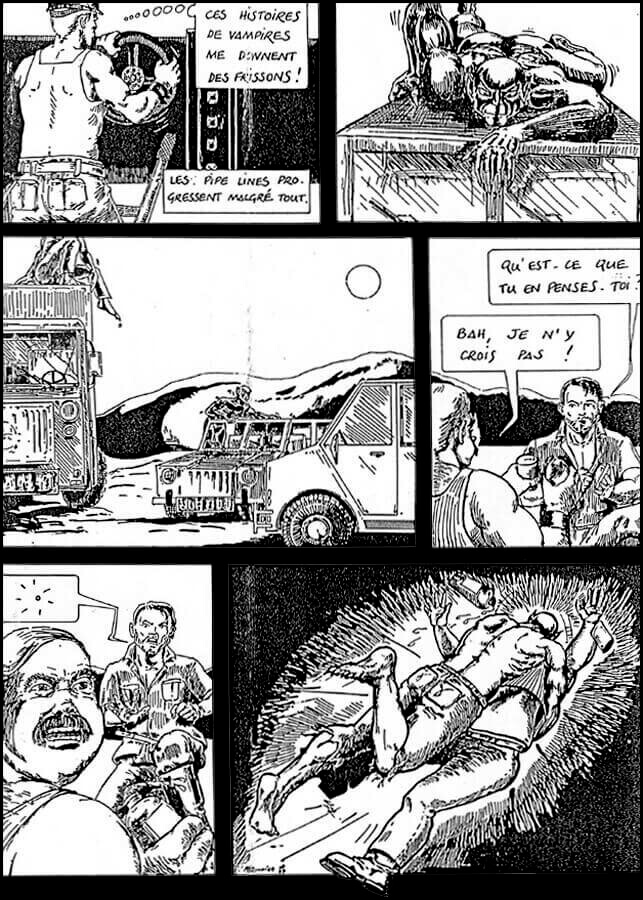 CES HISTOIRES
DE VAMPIRES
ME DONNENT
DES FRISSONS !
LES PIPE LINES PRO-
GRESSENT MALGRÉ TOUT.
QU'EST-CE QUE
TU EN PENSES-TOI ?
BAH, JE N'Y
CROIS PAS !